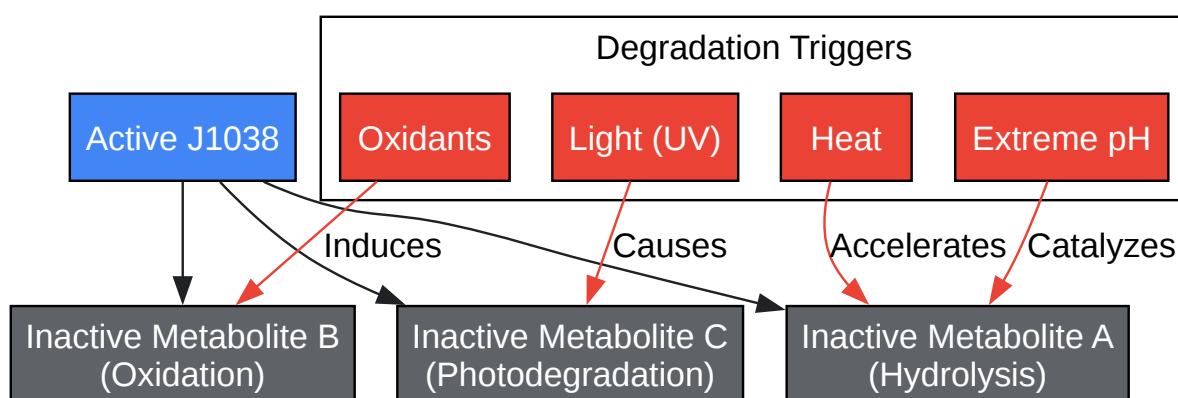 Degradation Triggers
Active J1038
Oxidants
Light (UV)
Heat
Extreme pH
Induces
Causes
Accelerates
Catalyzes
Inactive Metabolite B
(Oxidation)
Inactive Metabolite C
(Photodegradation)
Inactive Metabolite A
(Hydrolysis)